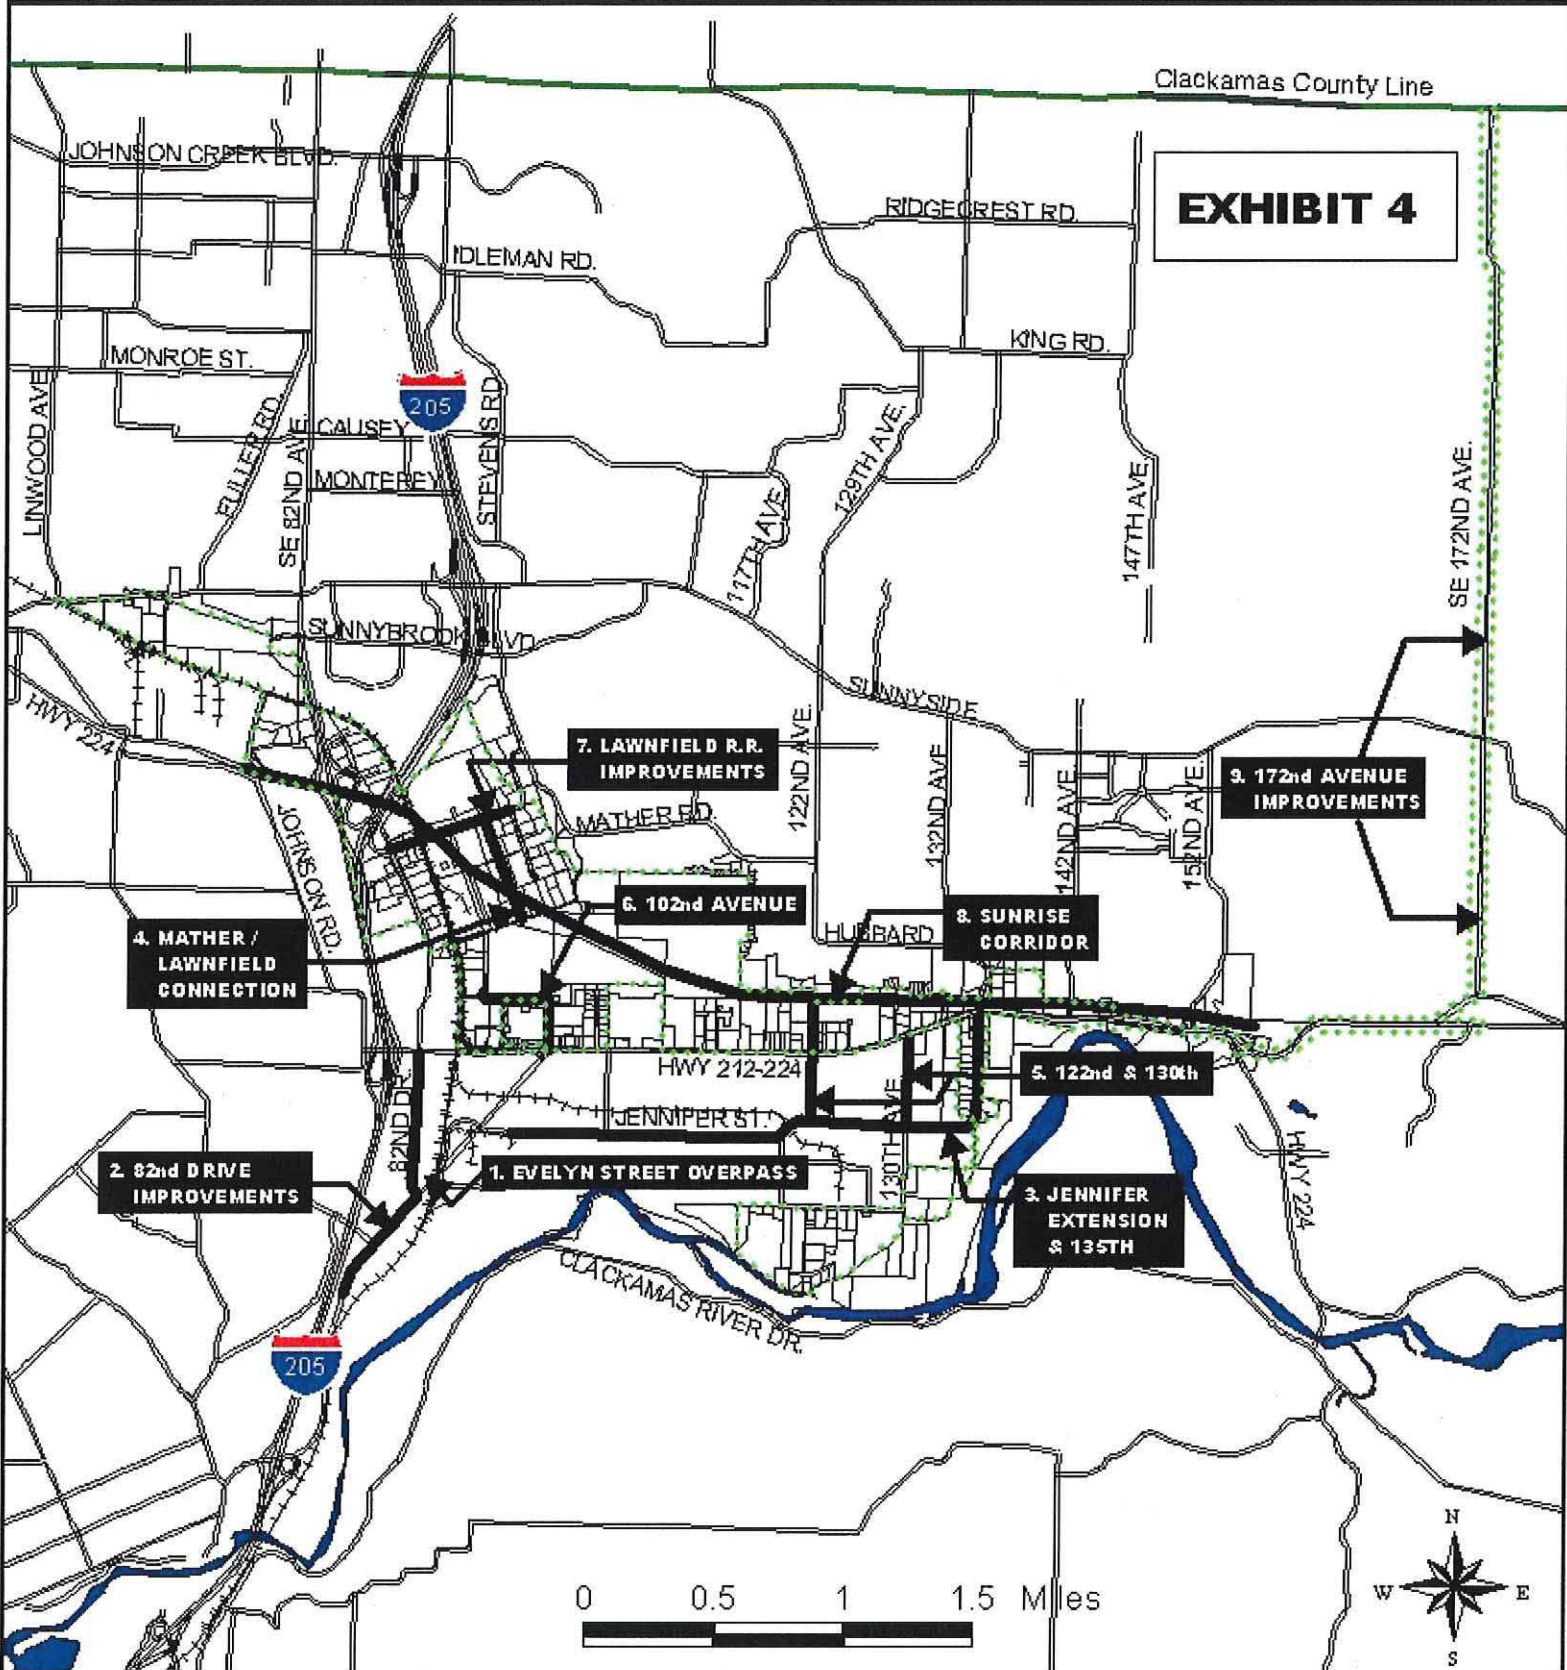 Clackamas County Line
JOHNSON CREEK BLVD.
EXHIBIT 4
RIDGECREST RD.
IDLEMAN RD.
KING RD.
MONROE ST.
205
LINWOOD AVE
FULLER RD.
SE 82ND AVE.
CAUSEY
STEVENS RD
MONTEREY
129TH AVE.
117TH AVE
147TH AVE
SE 172ND AVE.
SUNNYBROOK BLVD.
HWY 224
SUNNYSIDE
7. LAWNFIELD R.R.
IMPROVEMENTS
122ND AVE.
132ND AVE
142ND AVE.
152ND AVE.
9. 172nd AVENUE
IMPROVEMENTS
JOHNSON RD.
MATHER RD.
6. 102nd AVENUE
8. SUNRISE
CORRIDOR
HUBBARD
4. MATHER /
LAWNFIELD
CONNECTION
HWY 212-224
5. 122nd & 130th
82ND DR.
JENNIFER ST.
130TH AVE
2. 82nd DRIVE
IMPROVEMENTS
1. EVELYN STREET OVERPASS
3. JENNIFER
EXTENSION
& 135TH
HWY 224
CLACKAMAS RIVER DR.
205
0 0.5 1 1.5 Miles
N
W E
S